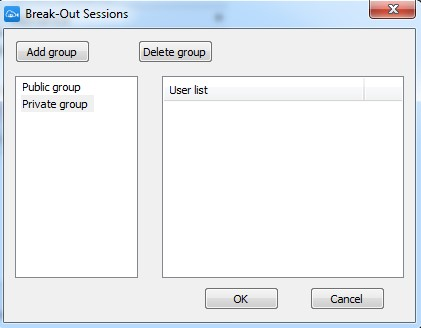 Break-Out Sessions
Add group
Delete group
Public group
Private group
User list
OK
Cancel